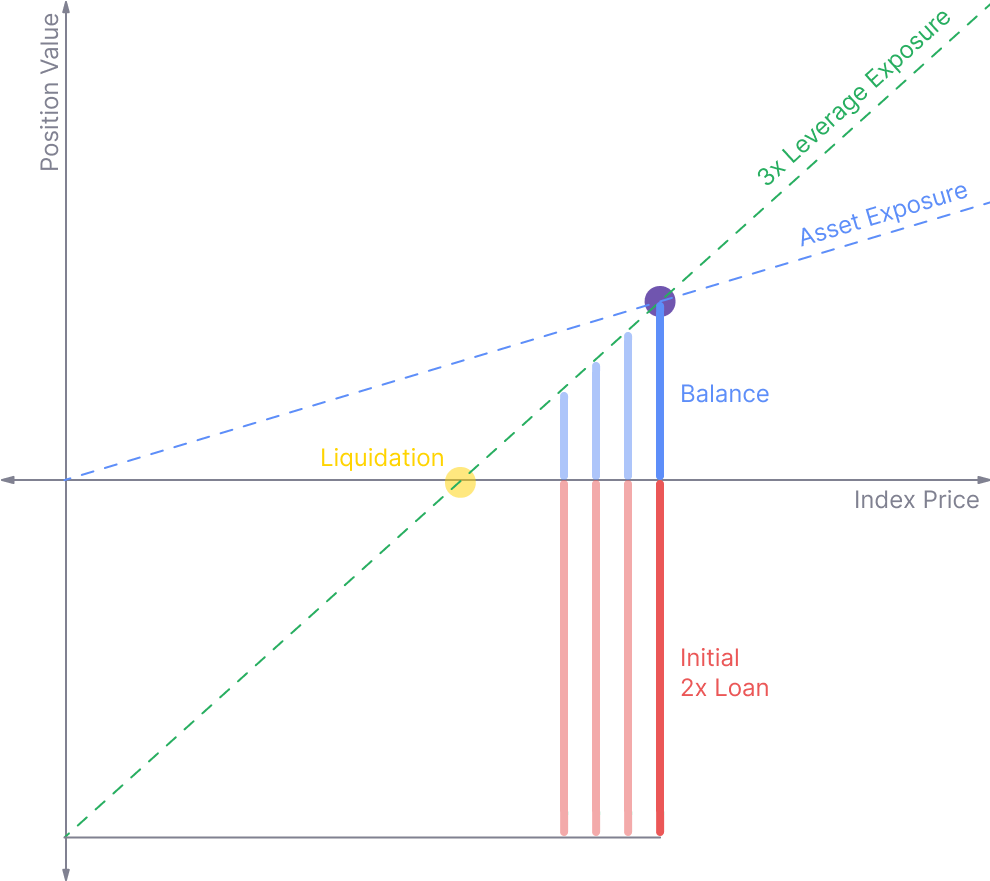 Position Value
3x Leverage Exposure
Asset Exposure
Balance
Liquidation
Index Price
Initial
2x Loan